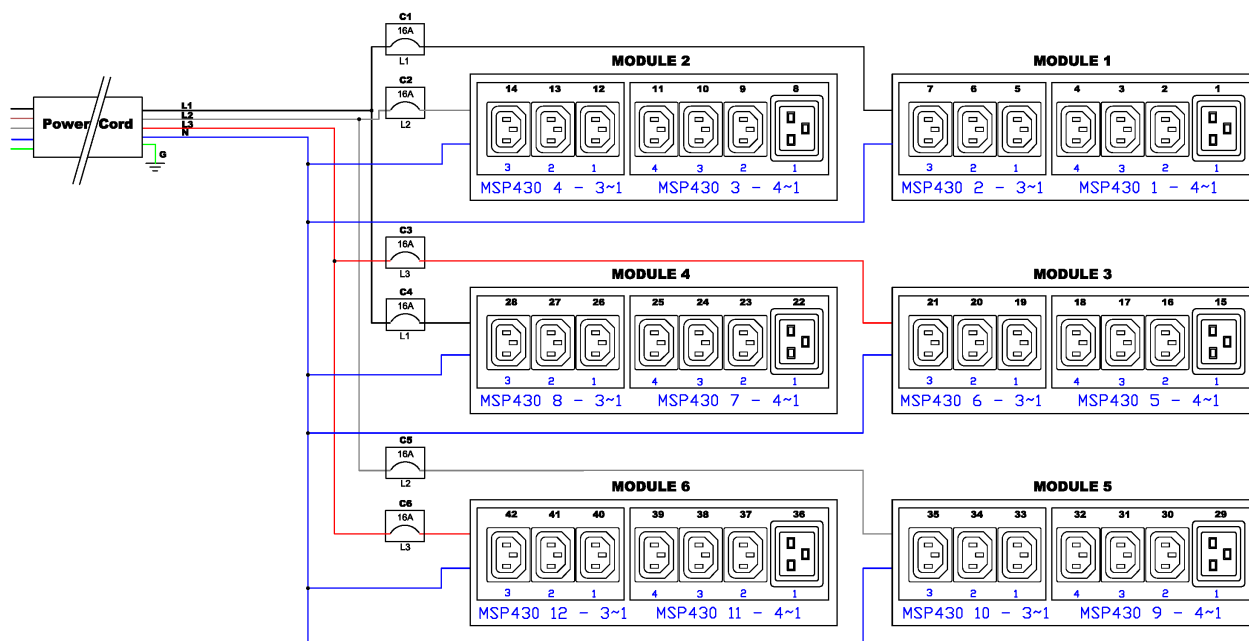 C1
16A
L1
C2
16A
L2
Power Cord
L1
L2
L3
N
G
MODULE 2
14 13 12 11 10 9 8
3 2 1 4 3 2 1
MSP430 4 - 3~1 MSP430 3 - 4~1
MODULE 1
7 6 5 4 3 2 1
3 2 1 4 3 2 1
MSP430 2 - 3~1 MSP430 1 - 4~1
C3
16A
L3
C4
16A
L1
MODULE 4
28 27 26 25 24 23 22
3 2 1 4 3 2 1
MSP430 8 - 3~1 MSP430 7 - 4~1
MODULE 3
21 20 19 18 17 16 15
3 2 1 4 3 2 1
MSP430 6 - 3~1 MSP430 5 - 4~1
C5
16A
L2
C6
16A
L3
MODULE 6
42 41 40 39 38 37 36
3 2 1 4 3 2 1
MSP430 12 - 3~1 MSP430 11 - 4~1
MODULE 5
35 34 33 32 31 30 29
3 2 1 4 3 2 1
MSP430 10 - 3~1 MSP430 9 - 4~1